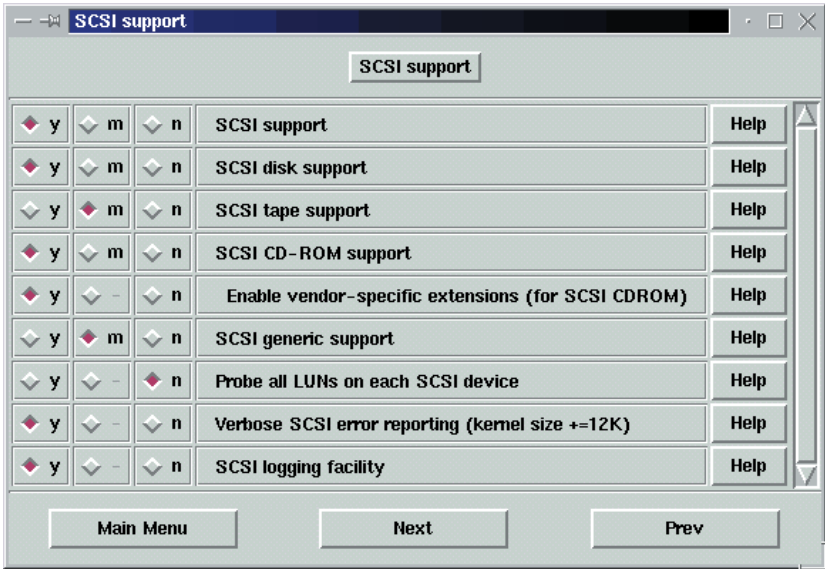 SCSI support
SCSI support
y m n SCSI support Help
y m n SCSI disk support Help
y m n SCSI tape support Help
y m n SCSI CD-ROM support Help
y - n Enable vendor-specific extensions (for SCSI CDROM) Help
y m n SCSI generic support Help
y - n Probe all LUNs on each SCSI device Help
y - n Verbose SCSI error reporting (kernel size +=12K) Help
y - n SCSI logging facility Help
Main Menu Next Prev